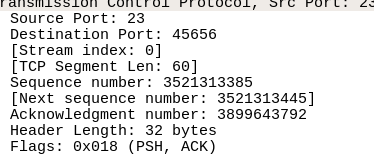 ransmission Control Protocol, Src Port: 23
Source Port: 23
Destination Port: 45656
[Stream index: 0]
[TCP Segment Len: 60]
Sequence number: 3521313385
[Next sequence number: 3521313445]
Acknowledgment number: 3899643792
Header Length: 32 bytes
Flags: 0x018 (PSH, ACK)